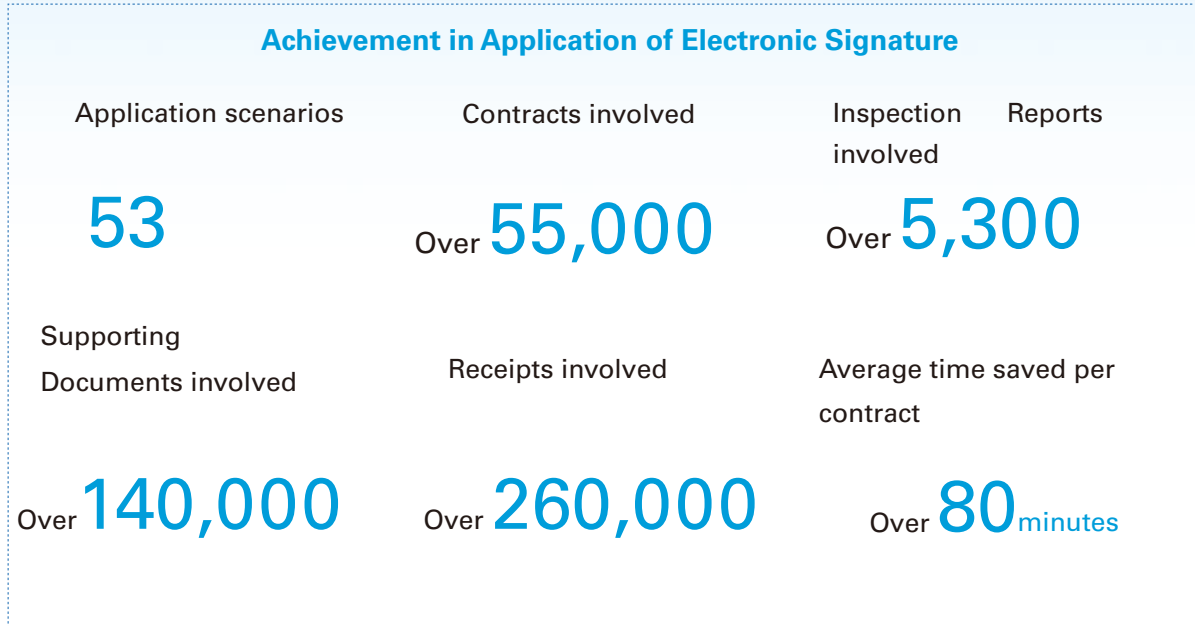 Achievement in Application of Electronic Signature
Application scenarios
53
Contracts involved
Over 55,000
Inspection Reports
involved
Over 5,300
Supporting
Documents involved
Over 140,000
Receipts involved
Over 260,000
Average time saved per
contract
Over 80 minutes